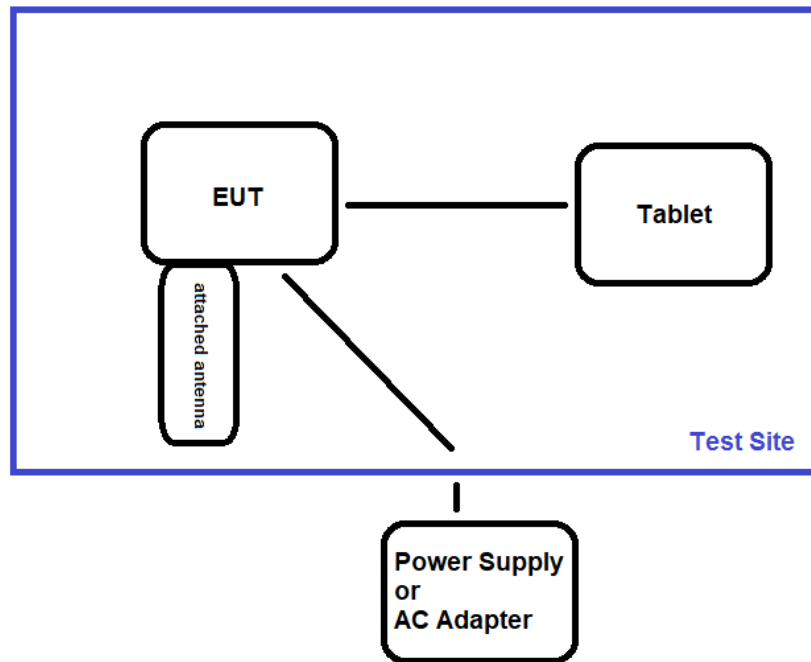 EUT
Tablet
attached antenna
Test Site
Power Supply
or
AC Adapter